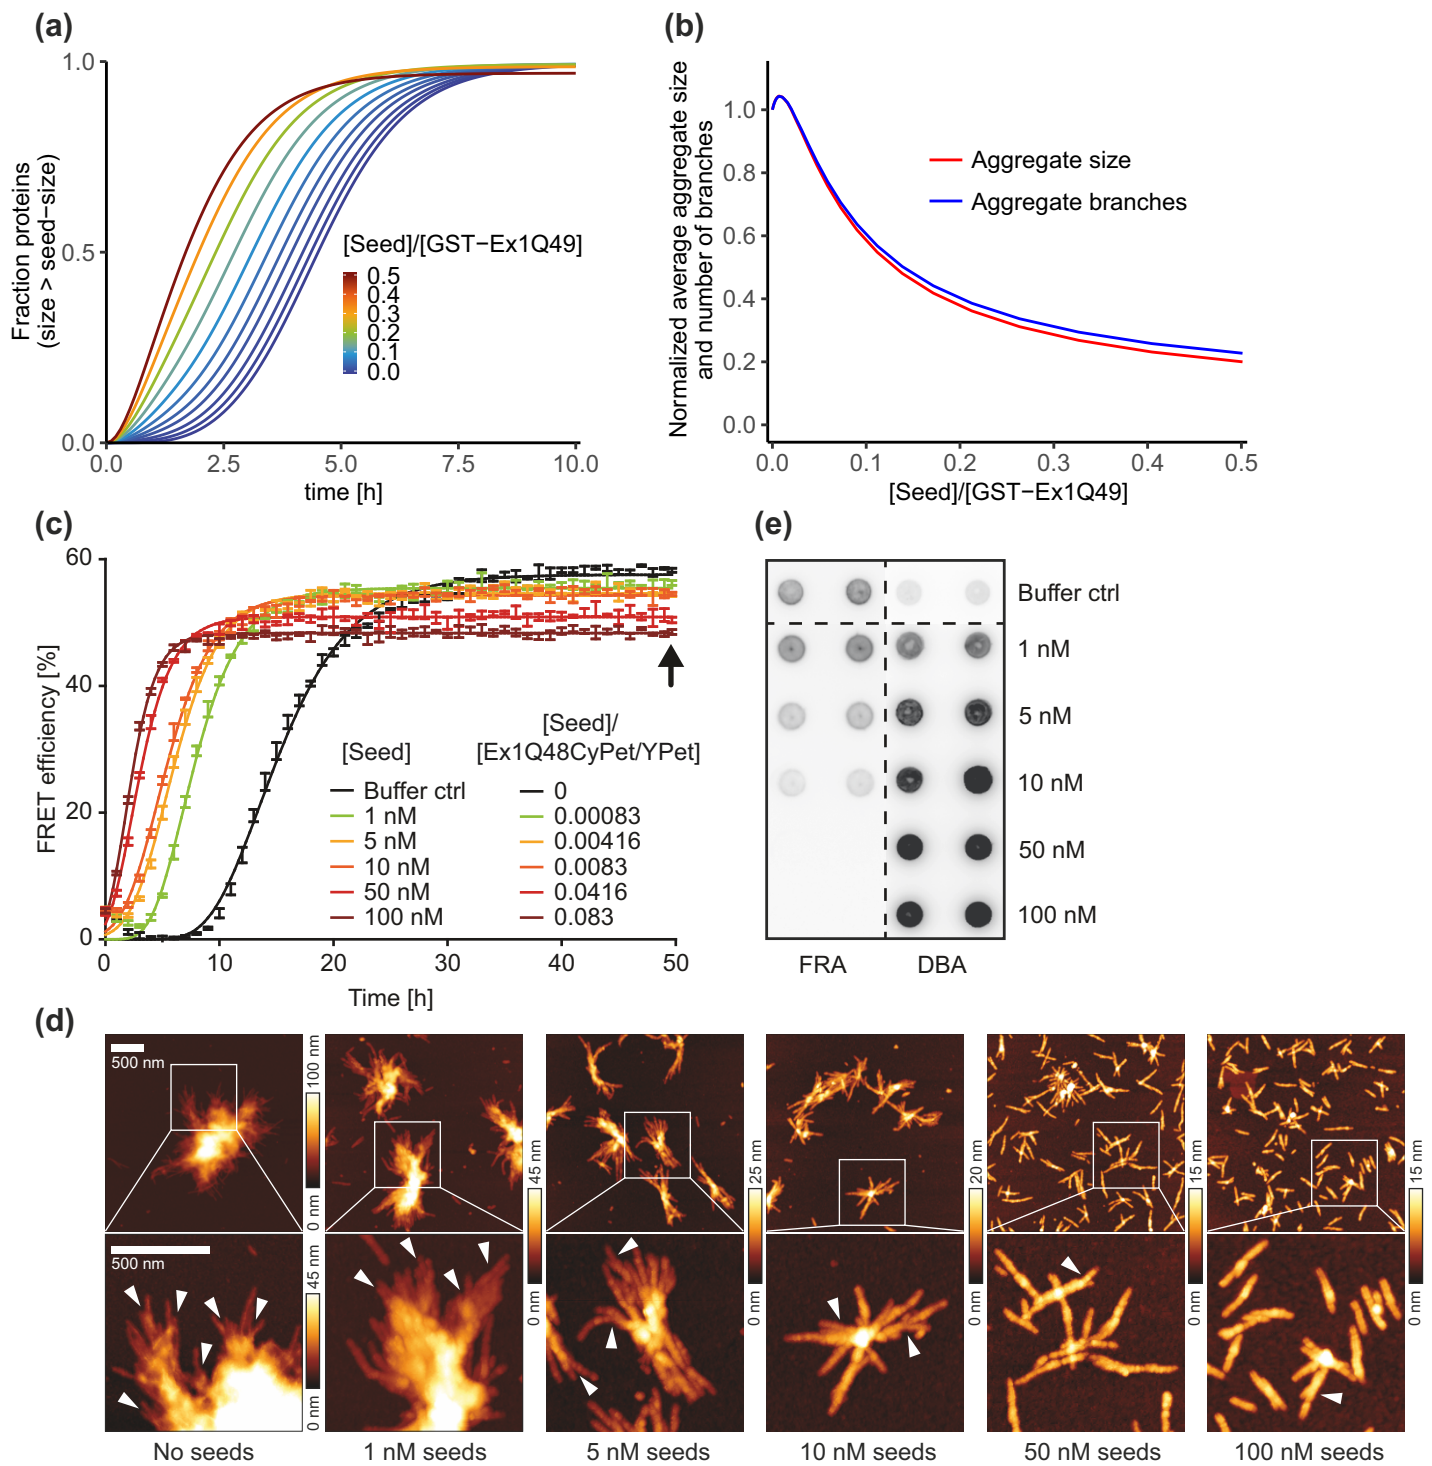 (a)
Fraction proteins
(size > seed−size)
1.0
0.5
0.0
0.0 2.5 5.0 7.5 10.0
time [h]
[Seed]/[GST−Ex1Q49]
0.5
0.4
0.3
0.2
0.1
0.0
(b)
Normalized average aggregate size
and number of branches
1.0
0.8
0.6
0.4
0.2
0.0
0.0 0.1 0.2 0.3 0.4 0.5
[Seed]/[GST−Ex1Q49]
Aggregate size
Aggregate branches
(c)
FRET efficiency [%]
60
40
20
0
0 10 20 30 40 50
Time [h]
[Seed]
Buffer ctrl
1 nM
5 nM
10 nM
50 nM
100 nM
[Seed]/
[Ex1Q48CyPet/YPet]
0
0.00083
0.00416
0.0083
0.0416
0.083
(e)
Buffer ctrl
1 nM
5 nM
10 nM
50 nM
100 nM
FRA DBA
(d)
500 nm
0 nm 100 nm
500 nm
0 nm 45 nm
0 nm 45 nm
0 nm 25 nm
0 nm 20 nm
0 nm 15 nm
0 nm 15 nm
No seeds 1 nM seeds 5 nM seeds 10 nM seeds 50 nM seeds 100 nM seeds